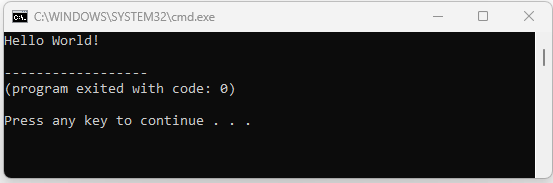 C:\WINDOWS\SYSTEM32\cmd.exe
Hello World!
------------------
(program exited with code: 0)
Press any key to continue . . .